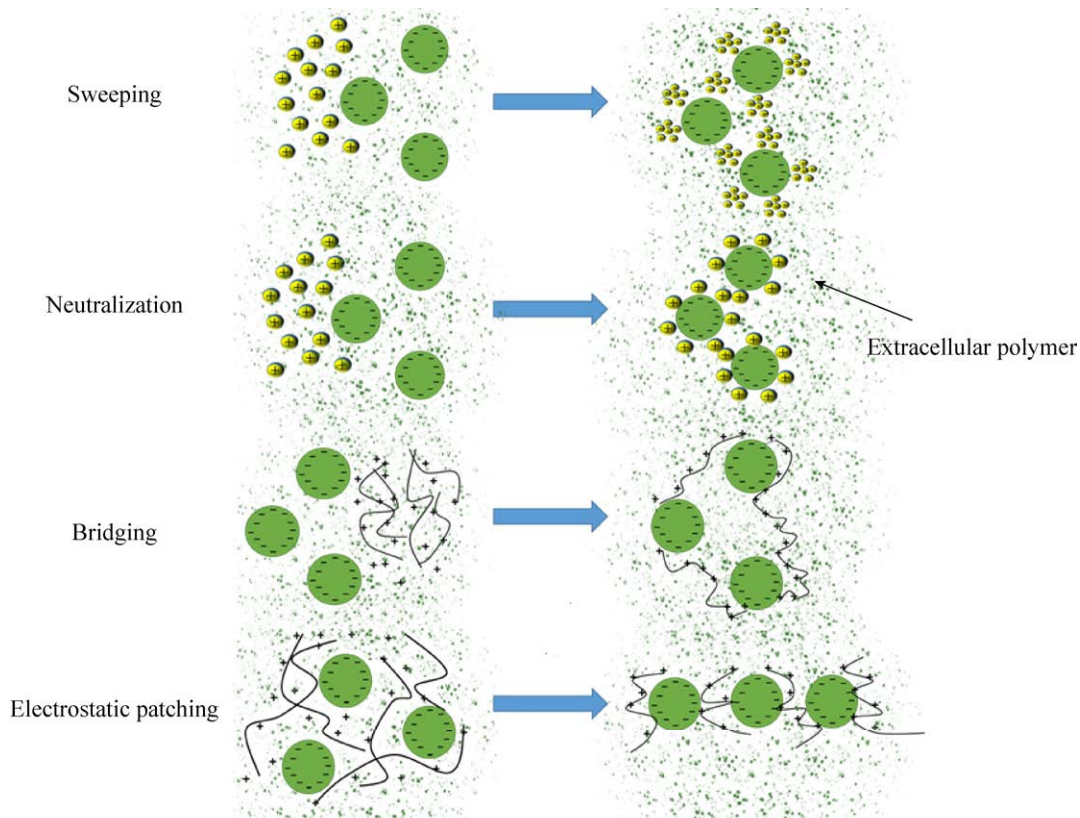 Sweeping
Neutralization
Extracellular polymer
Bridging
Electrostatic patching